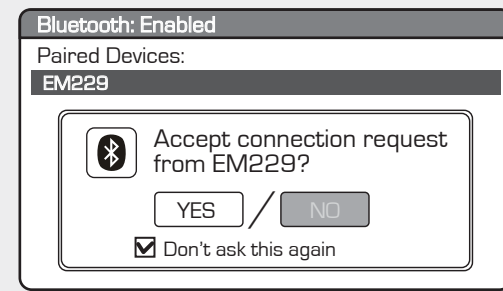 Bluetooth: Enabled
Paired Devices:
EM229
Accept connection request
from EM229?
YES / NO
Don't ask this again